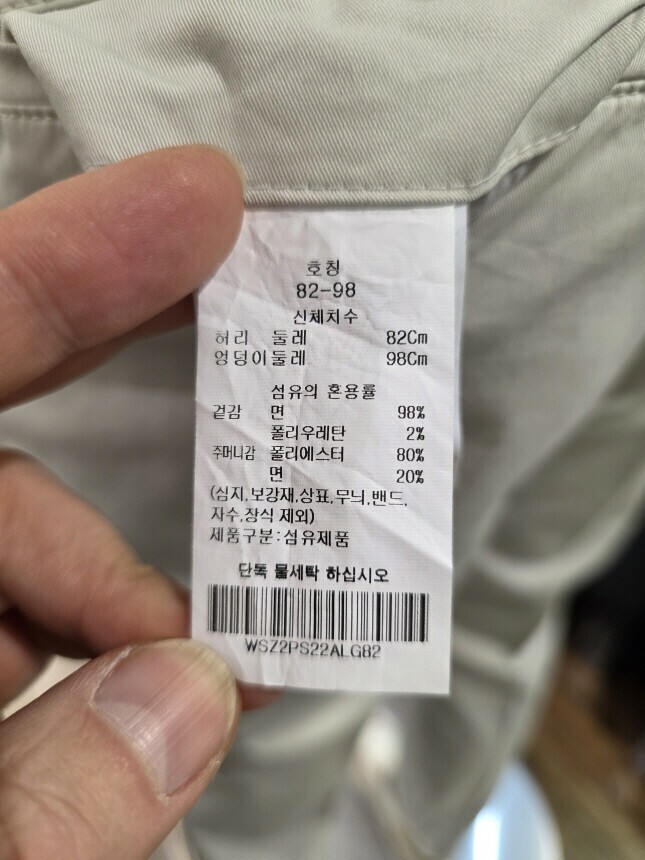 호칭
82-98
신체치수
허리 둘레 82Cm
엉덩이둘레 98Cm
섬유의 혼용률
겉감 면 98%
폴리우레탄 2%
주머니감 폴리에스터 80%
면 20%
(심지,보강재,상표,무늬,밴드,
자수,장식 제외)
제품구분:섬유제품
단독 물세탁 하십시오
WSZ2PS22ALG82